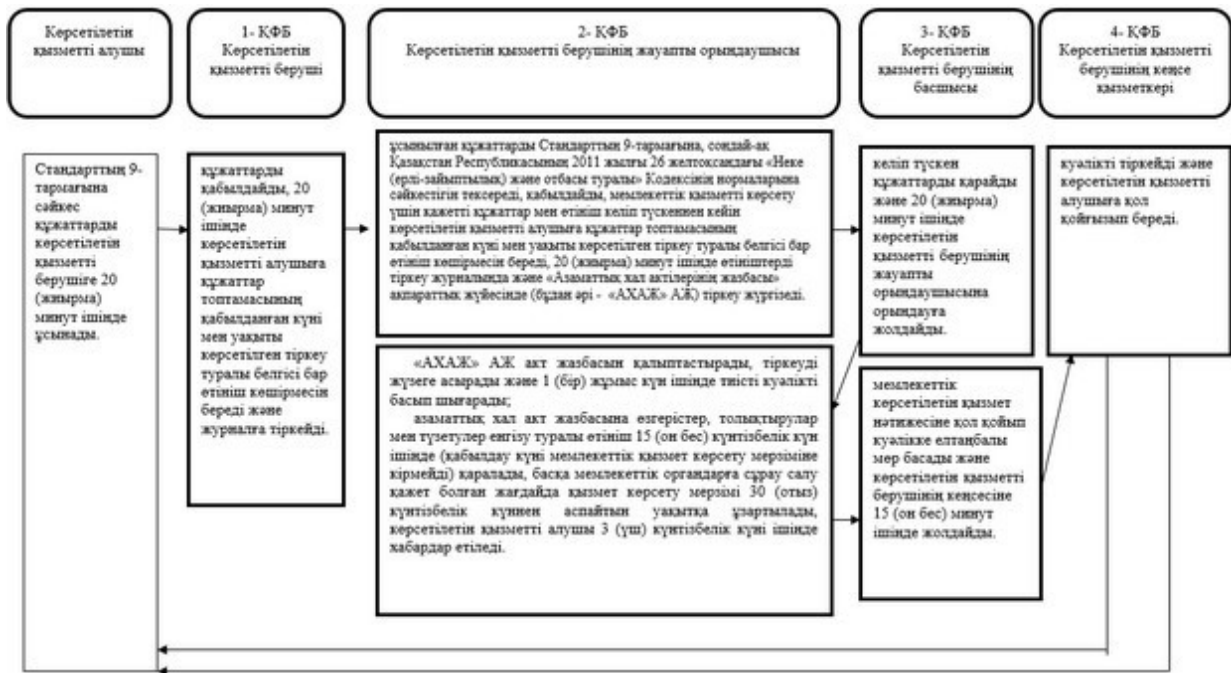 Көрсетілетін
қызметті алушы
1- ҚФБ
Көрсетілетін
қызметті беруші
2- ҚФБ
Көрсетілетін қызметті берушінің жауапты орындаушысы
3- ҚФБ
Көрсетілетін
қызметті берушінің
басшысы
4- ҚФБ
Көрсетілетін қызметті
берушінің кеңсе
қызметкері
Стандарттың 9-
тармағына
сәйкес
құжаттарды
көрсетілетін
қызметті
берушіге 20
(жиырма)
минут ішінде
ұсынады.
құжаттарды
қабылдайды, 20
(жиырма) минут
ішінде
көрсетілетін
қызметті алушыға
құжаттар
топтамасының
қабылданған күні
мен уақыты
көрсетілген тіркеу
туралы белгісі бар
өтініш көшірмесін
береді және
журналға тіркейді.
ұсынылған құжаттарды Стандарттың 9-тармағына, сондай-ақ
Қазақстан Республикасының 2011 жылғы 26 желтоқсандағы «Неке
(ерлі-зайыптылық) және отбасы туралы» Кодексінің нормаларына
сәйкестігін тексереді, қабылдайды, мемлекеттік қызметті көрсету
үшін қажетті құжаттар мен өтініш келіп түскеннен кейін
көрсетілетін қызметті алушыға құжаттар топтамасының
қабылданған күні мен уақыты көрсетілген тіркеу туралы белгісі бар
өтініш көшірмесін береді, 20 (жиырма) минут ішінде өтініштерді
тіркеу журналында және «Азаматтық хал актілерінің жазбасы»
ақпараттық жүйесінде (бұдан әрі - «АХАЖ» АЖ) тіркеу жүргізеді.
«АХАЖ» АЖ акт жазбасын қалыптастырады, тіркеуді
жүзеге асырады және 1 (бір) жұмыс күн ішінде тиісті куәлікті
басып шығарады;
азаматтық хал акт жазбасына өзгерістер, толықтырулар
мен түзетулер енгізу туралы өтініш 15 (он бес) күнтізбелік күн
ішінде (қабылдау күні мемлекеттік қызмет көрсету мерзіміне
кірмейді) қаралады, басқа мемлекеттік органдарға сұрау салу
қажет болған жағдайда қызмет көрсету мерзімі 30 (отыз)
күнтізбелік күннен аспайтын уақытқа ұзартылады,
көрсетілетін қызметті алушы 3 (үш) күнтізбелік күні ішінде
хабардар етіледі.
келіп түскен
құжаттарды қарайды
және 20 (жиырма)
минут ішінде
көрсетілетін
қызметті берушінің
жауапты
орындаушысына
орындауға
жолдайды.
мемлекеттік
көрсетілетін қызмет
нәтижесіне қол қойып
куәлікке елтаңбалы
мөр басады және
көрсетілетін қызметті
берушінің кеңсесіне
15 (он бес) минут
ішінде жолдайды.
куәлікті тіркейді және
көрсетілетін қызметті
алушыға қол
қойғызып береді.